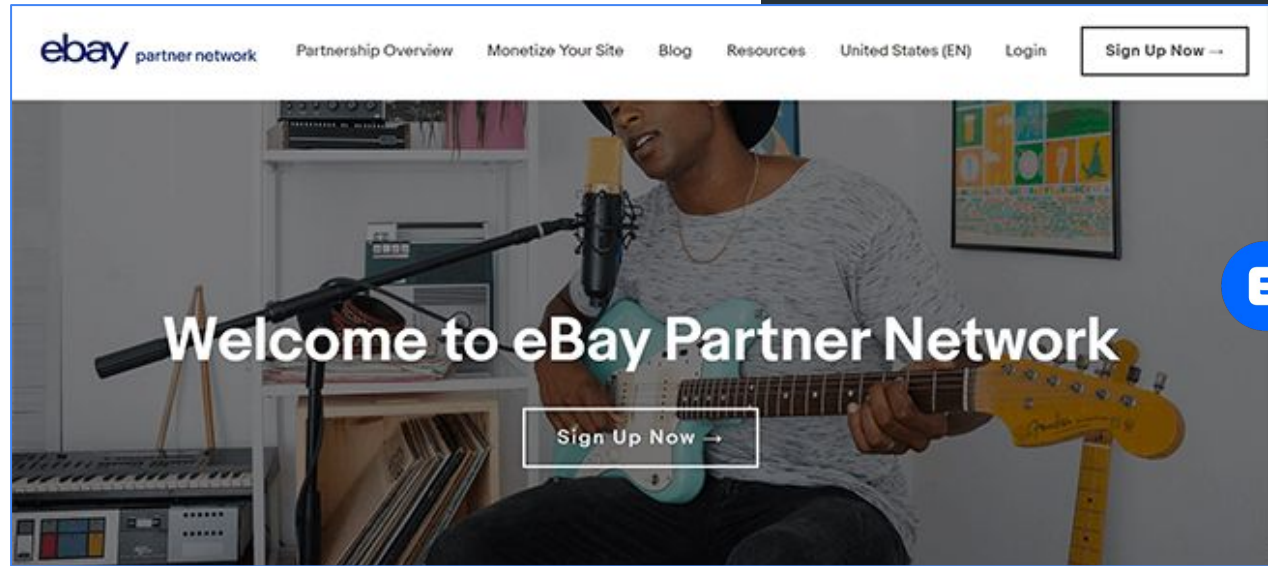 ebay partner network
Partnership Overview
Monetize Your Site
Blog
Resources
United States (EN)
Login
Sign Up Now →
Welcome to eBay Partner Network
Sign Up Now →
Fender